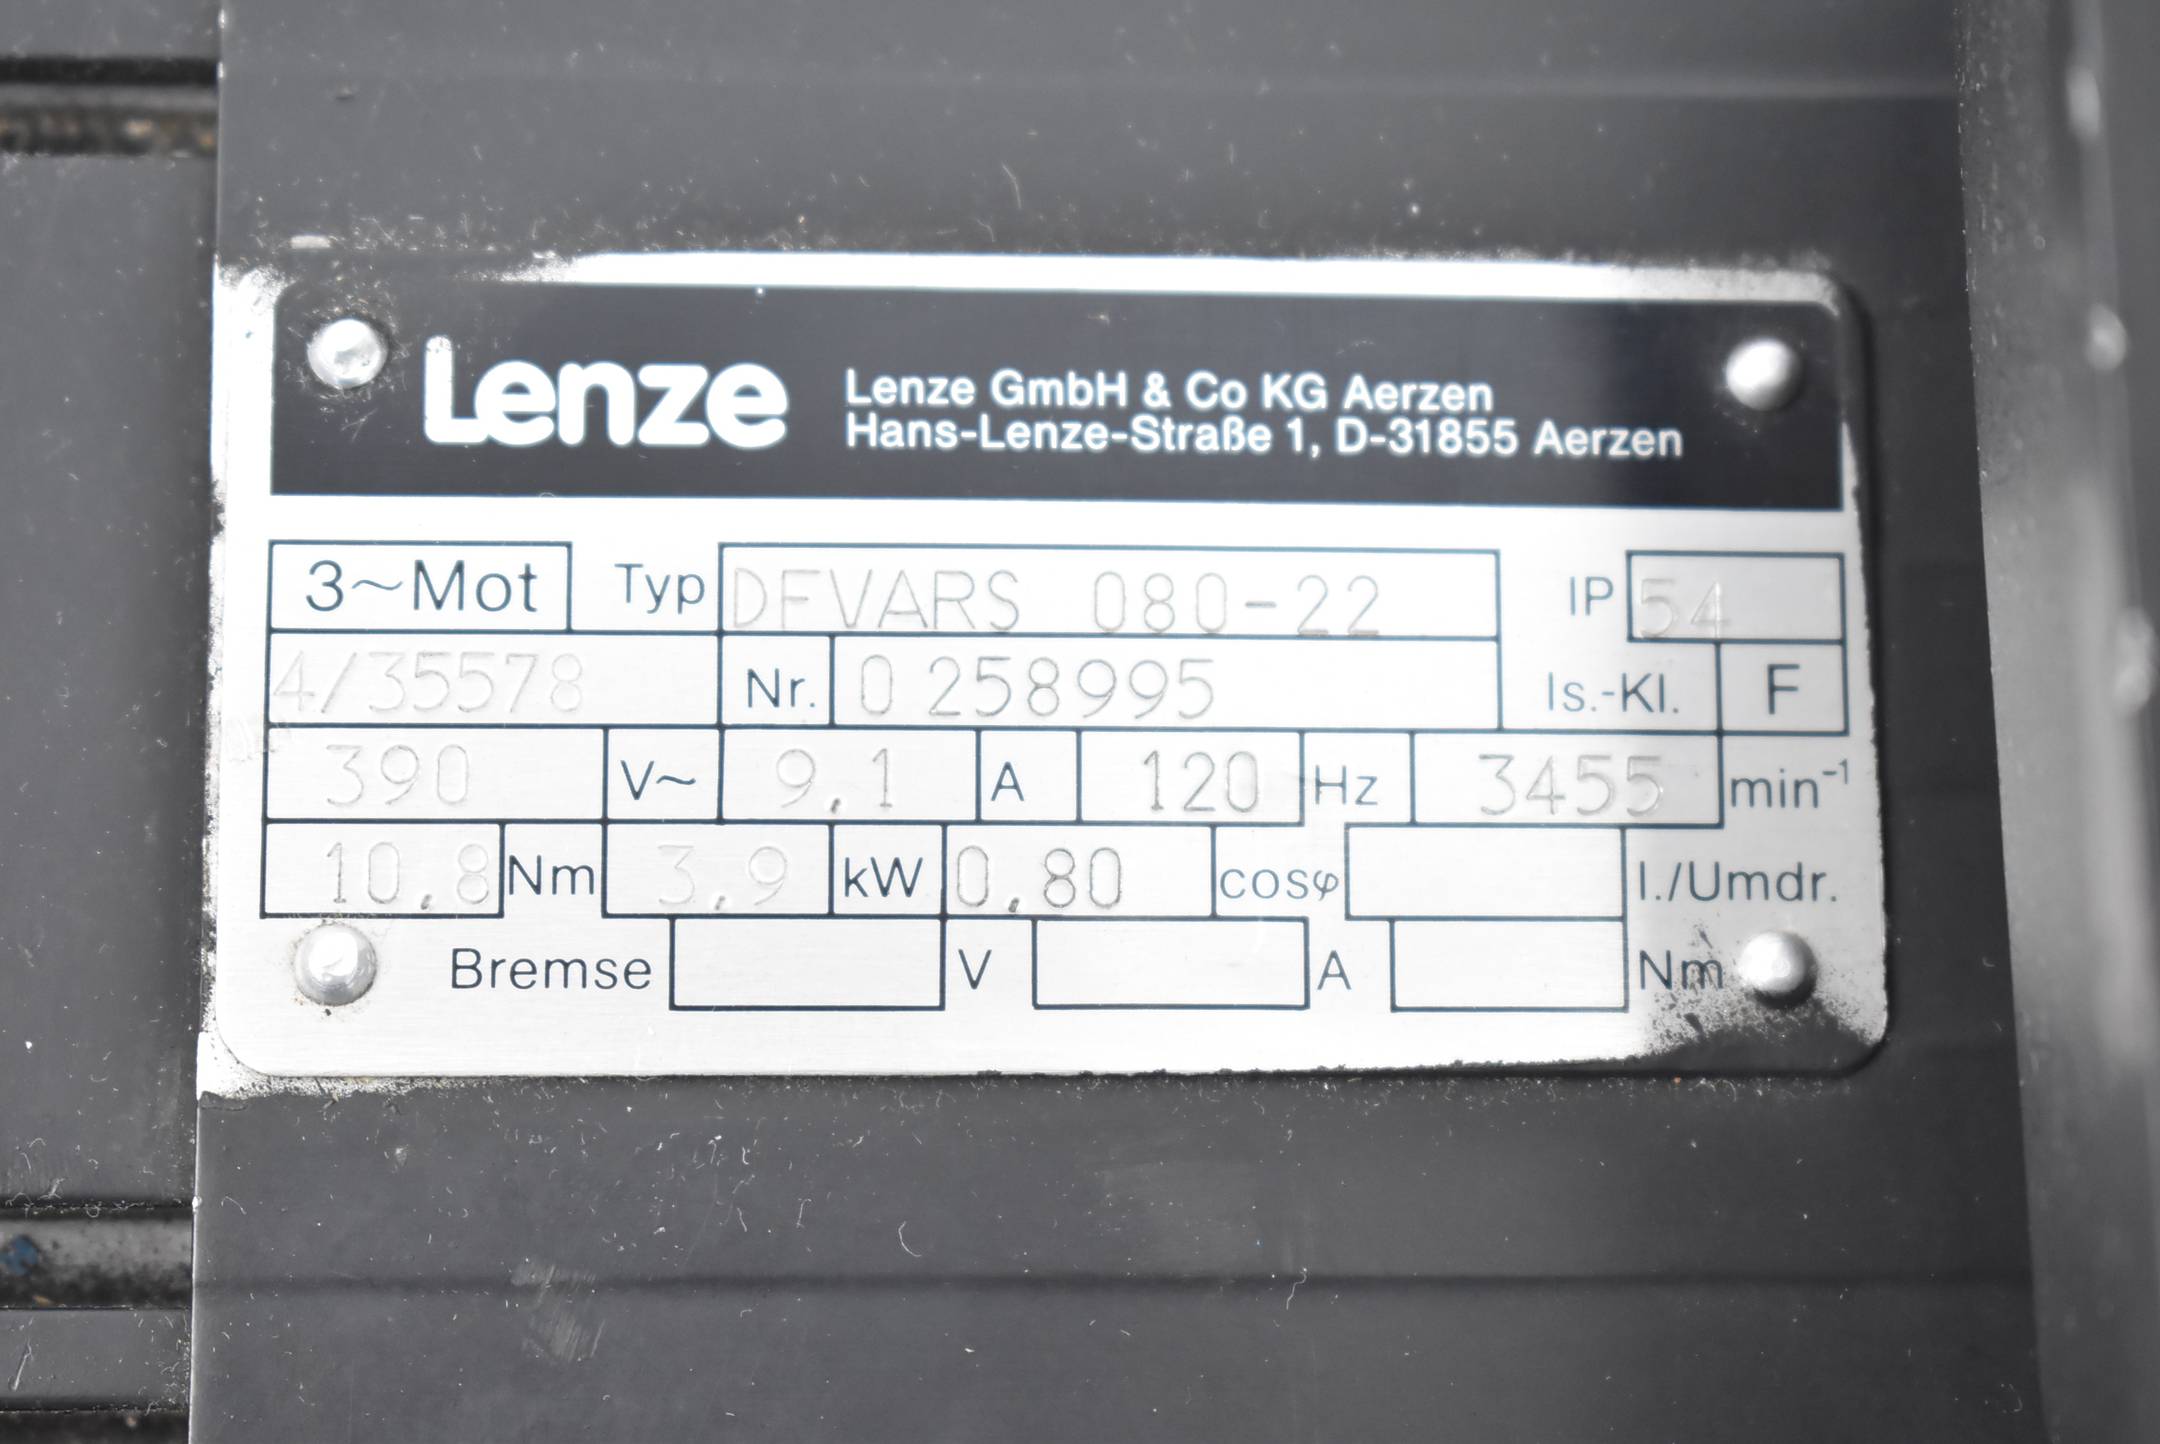 Lenze
Lenze GmbH & Co KG Aerzen
Hans-Lenze-Straße 1, D-31855 Aerzen
3~Mot Typ DFVARS 080-22 IP 54
4/35578 Nr. 0258995 Is.-Kl. F
390 V~ 9,1 A 120 Hz 3455 min⁻¹
10,8 Nm 3,9 kW 0,80 cosφ I./Umdr.
Bremse V A Nm